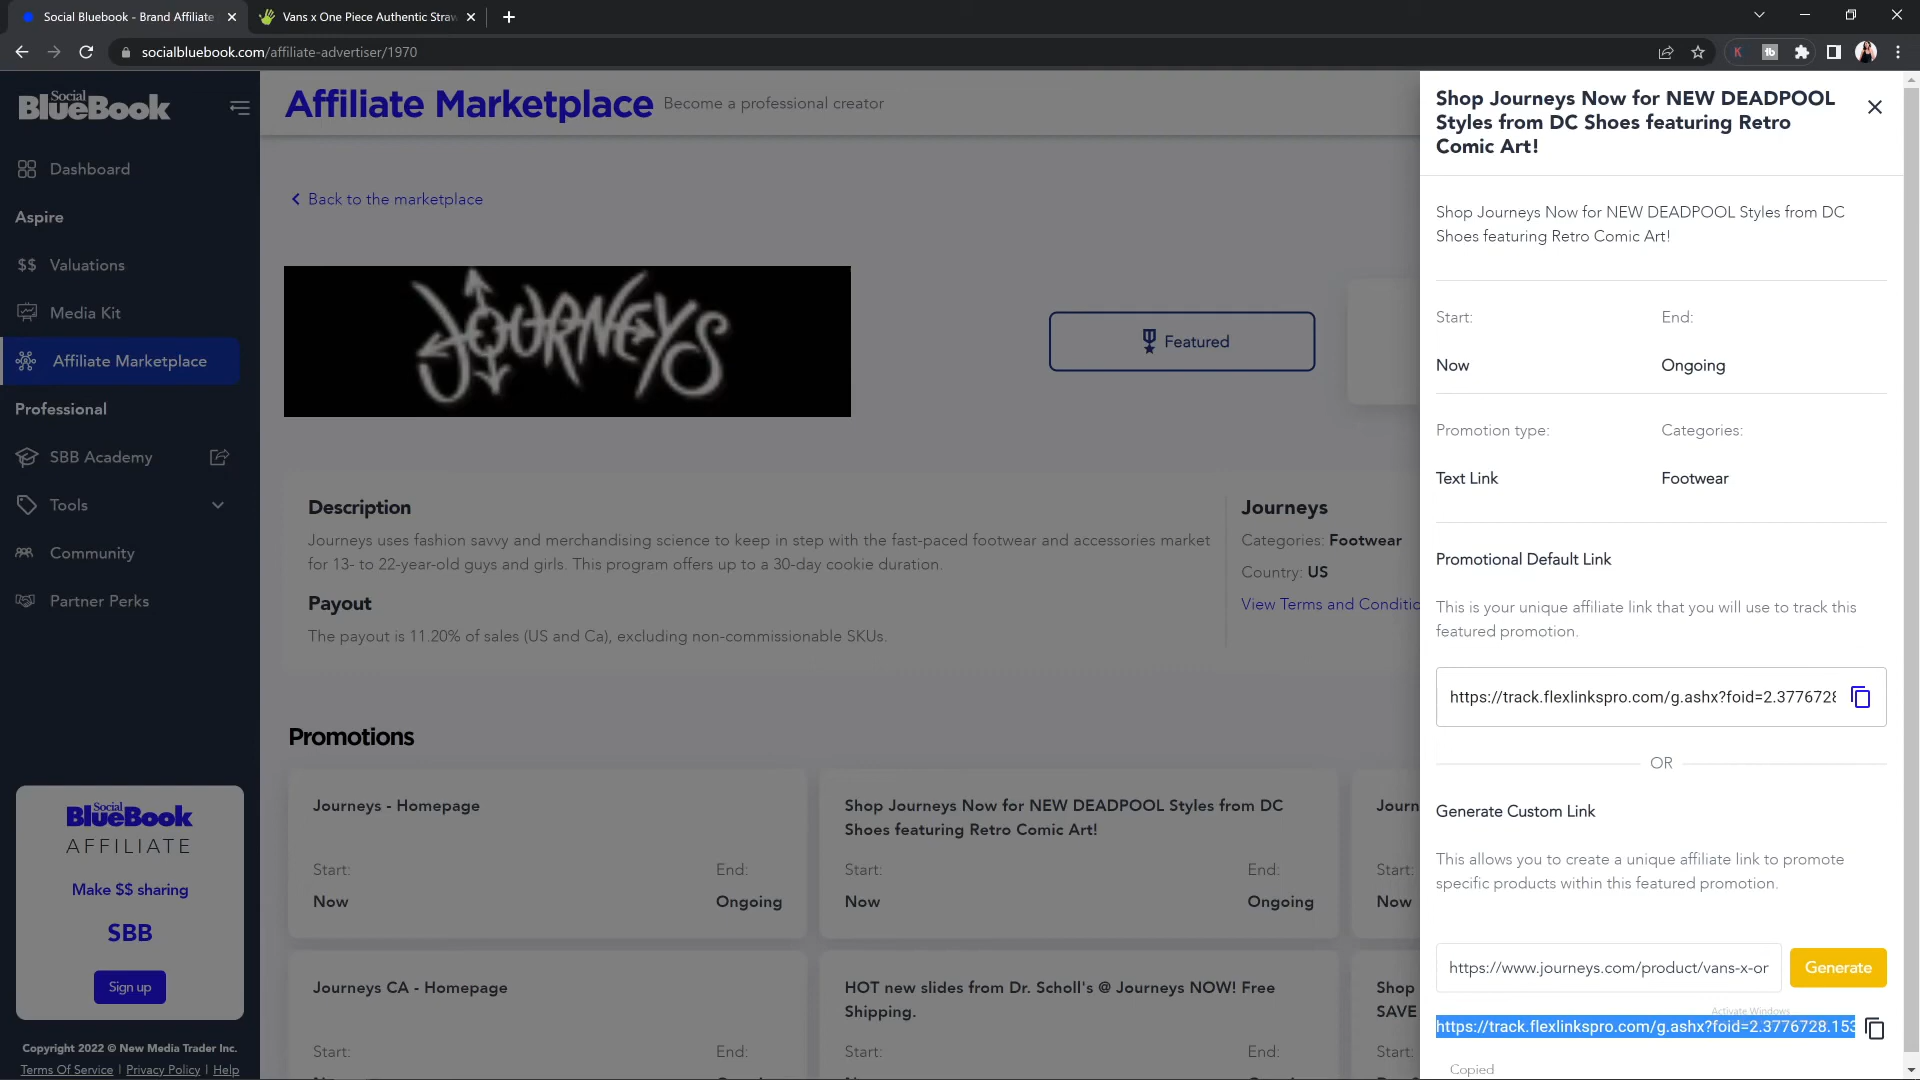 Social Bluebook - Brand Affiliate
Vans x One Piece Authentic Straw
socialbluebook.com/affiliate-advertiser/1970
Social
BlueBook
Dashboard
Aspire
$$ Valuations
Media Kit
Affiliate Marketplace
Professional
SBB Academy
Tools
Community
Partner Perks
Social
BlueBook
AFFILIATE
Make $$ sharing
SBB
Sign up
Copyright 2022 © New Media Trader Inc.
Terms Of Service | Privacy Policy | Help
Affiliate Marketplace Become a professional creator
Back to the marketplace
JOURNEYS
Featured
Description
Journeys uses fashion savvy and merchandising science to keep in step with the fast-paced footwear and accessories market
for 13- to 22-year-old guys and girls. This program offers up to a 30-day cookie duration.
Payout
The payout is 11.20% of sales (US and Ca), excluding non-commissionable SKUs.
Journeys
Categories: Footwear
Country: US
View Terms and Conditio
Promotions
Journeys - Homepage
Start: End:
Now Ongoing
Shop Journeys Now for NEW DEADPOOL Styles from DC
Shoes featuring Retro Comic Art!
Start: End:
Now Ongoing
Journ
Start:
Now
Journeys CA - Homepage
Start: End:
HOT new slides from Dr. Scholl's @ Journeys NOW! Free
Shipping.
Start: End:
Shop
SAVE
Start:
Shop Journeys Now for NEW DEADPOOL
Styles from DC Shoes featuring Retro
Comic Art!
Shop Journeys Now for NEW DEADPOOL Styles from DC
Shoes featuring Retro Comic Art!
Start: End:
Now Ongoing
Promotion type: Categories:
Text Link Footwear
Promotional Default Link
This is your unique affiliate link that you will use to track this
featured promotion.
https://track.flexlinkspro.com/g.ashx?foid=2.3776728
OR
Generate Custom Link
This allows you to create a unique affiliate link to promote
specific products within this featured promotion.
https://www.journeys.com/product/vans-x-or
Generate
Activate Windows
https://track.flexlinkspro.com/g.ashx?foid=2.3776728.153
Copied